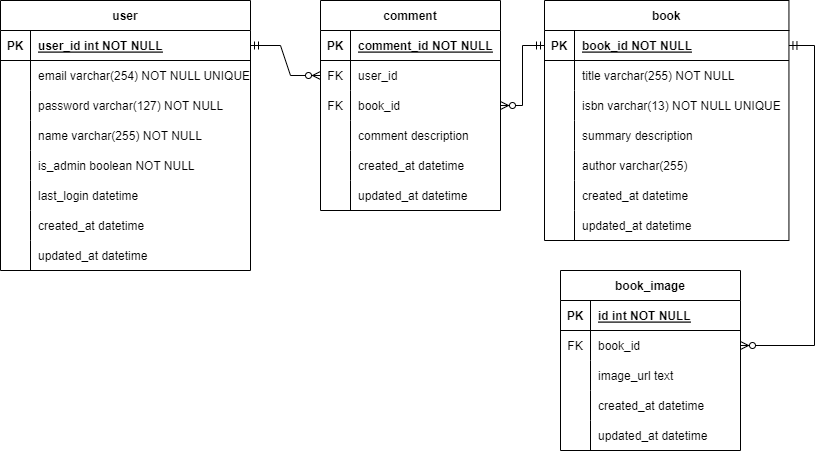 user
PK user_id int NOT NULL
email varchar(254) NOT NULL UNIQUE
password varchar(127) NOT NULL
name varchar(255) NOT NULL
is_admin boolean NOT NULL
last_login datetime
created_at datetime
updated_at datetime
comment
PK comment_id NOT NULL
FK user_id
FK book_id
comment description
created_at datetime
updated_at datetime
book
PK book_id NOT NULL
title varchar(255) NOT NULL
isbn varchar(13) NOT NULL UNIQUE
summary description
author varchar(255)
created_at datetime
updated_at datetime
book_image
PK id int NOT NULL
FK book_id
image_url text
created_at datetime
updated_at datetime